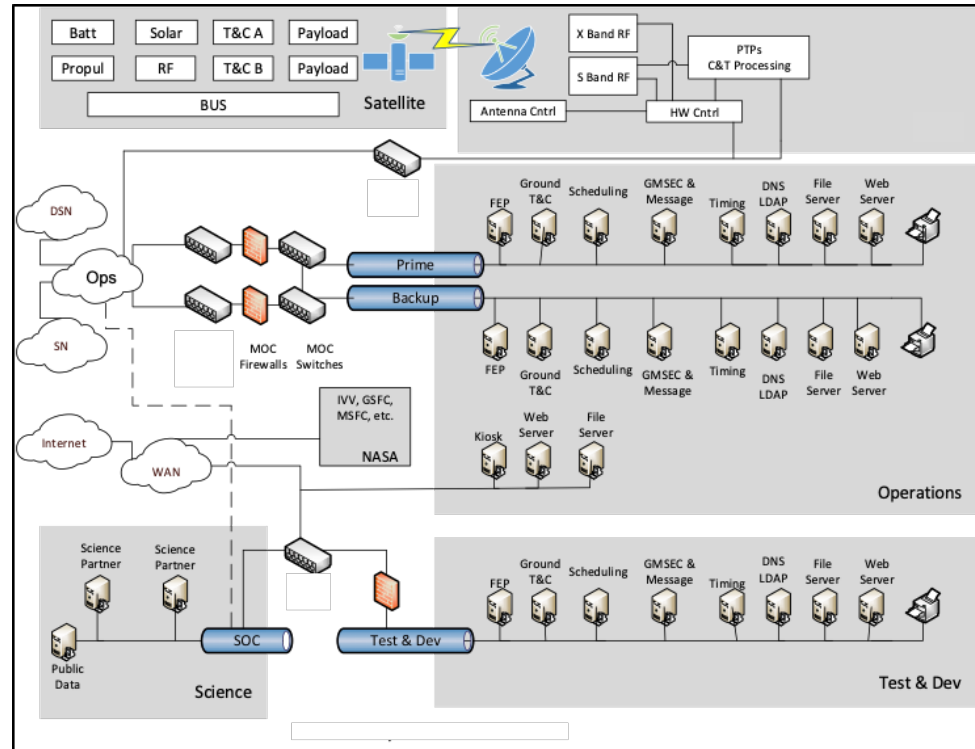 Batt
Solar
T&C A
Payload
Propul
RF
T&C B
Payload
BUS
Satellite
X Band RF
S Band RF
PTPs
C&T Processing
Antenna Cntrl
HW Cntrl
DSN
Ops
SN
MOC
Firewalls
MOC
Switches
Prime
Backup
FEP
Ground
T&C
Scheduling
GMSEC &
Message
Timing
DNS
LDAP
File
Server
Web
Server
FEP
Ground
T&C
Scheduling
GMSEC &
Message
Timing
DNS
LDAP
File
Server
Web
Server
Internet
WAN
IVV, GSFC,
MSFC, etc.
NASA
Kiosk
Web
Server
File
Server
Operations
Science
Partner
Science
Partner
Public
Data
SOC
Science
Test & Dev
FEP
Ground
T&C
Scheduling
GMSEC &
Message
Timing
DNS
LDAP
File
Server
Web
Server
Test & Dev